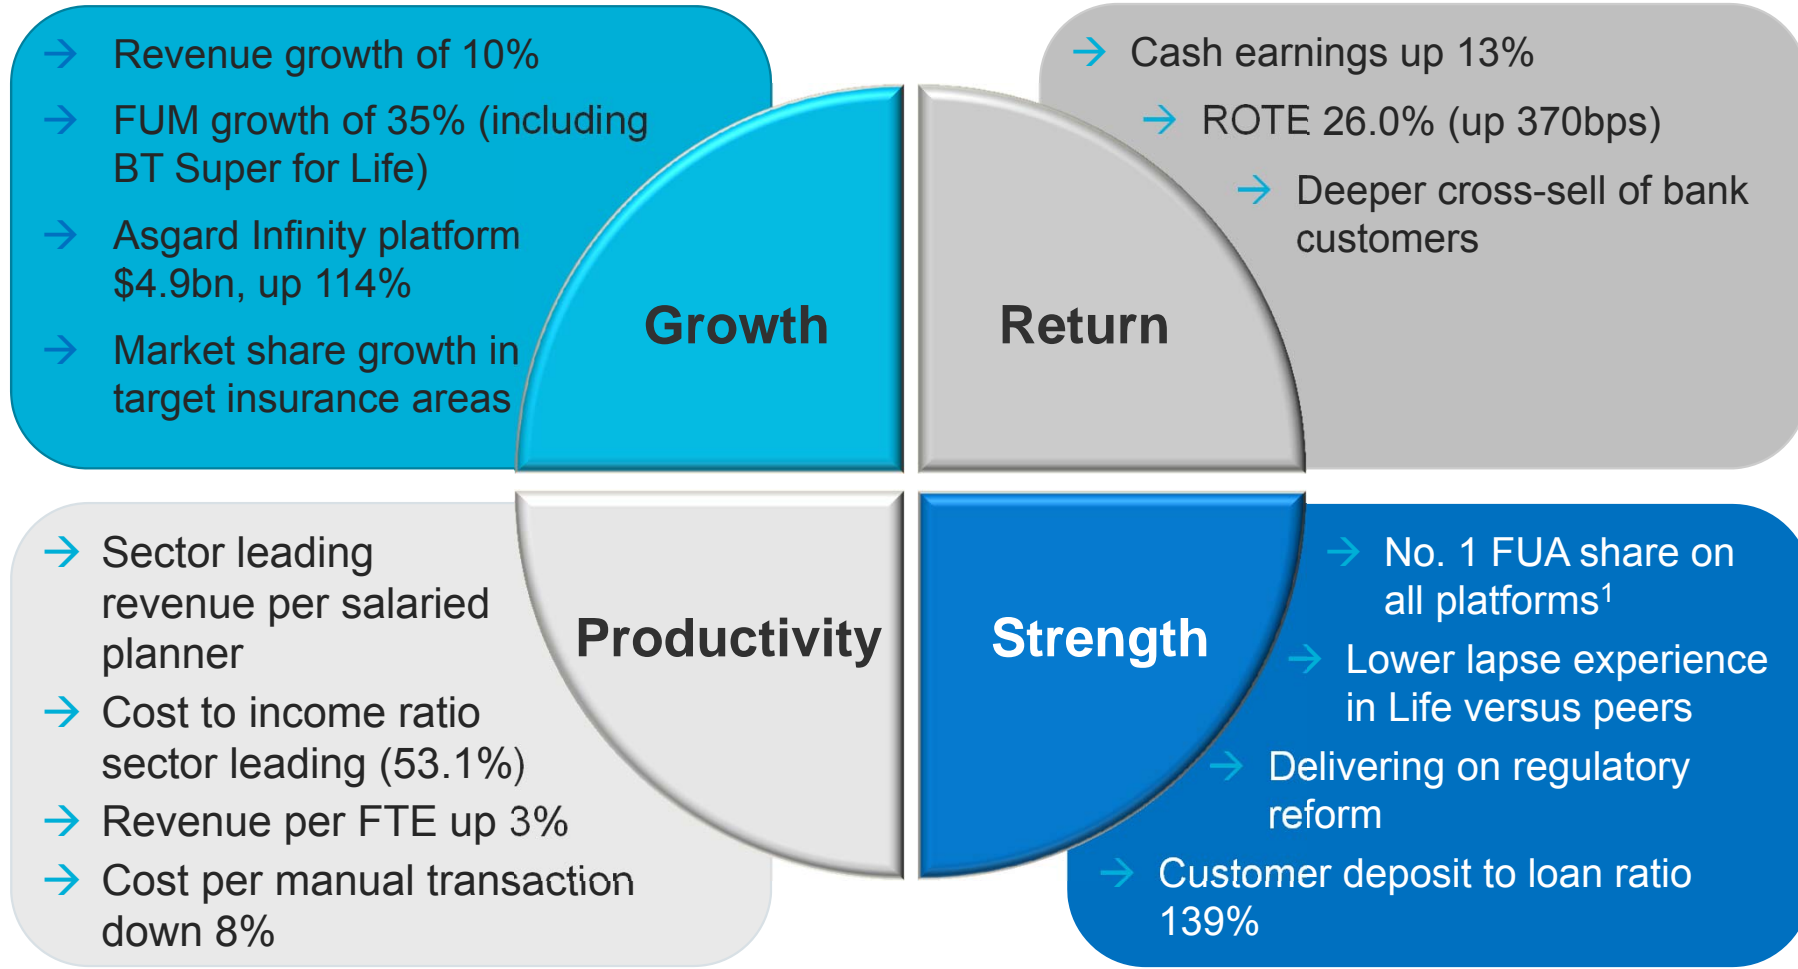 → Revenue growth of 10%
→ FUM growth of 35% (including
BT Super for Life)
→ Asgard Infinity platform
$4.9bn, up 114%
→ Market share growth in
target insurance areas
Growth
→ Cash earnings up 13%
→ ROTE 26.0% (up 370bps)
→ Deeper cross-sell of bank
customers
Return
→ Sector leading
revenue per salaried
planner
→ Cost to income ratio
sector leading (53.1%)
→ Revenue per FTE up 3%
→ Cost per manual transaction
down 8%
Productivity
Strength
→ No. 1 FUA share on
all platforms¹
→ Lower lapse experience
in Life versus peers
→ Delivering on regulatory
reform
→ Customer deposit to loan ratio
139%